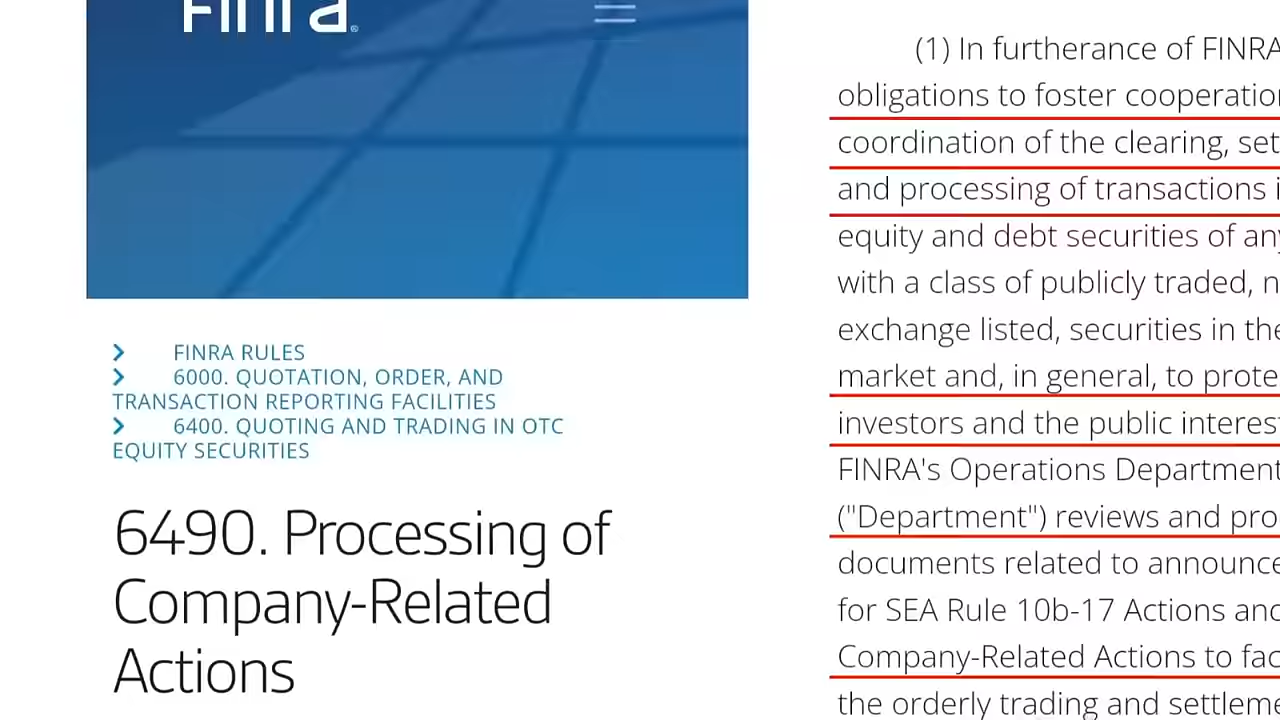 Finra
FINRA RULES
6000. QUOTATION, ORDER, AND
TRANSACTION REPORTING FACILITIES
6400. QUOTING AND TRADING IN OTC
EQUITY SECURITIES
6490. Processing of
Company-Related
Actions
(1) In furtherance of FINRA
obligations to foster
coordination of the clearing,
and processing of transactions
equity and debt securities of
with a class of publicly traded,
exchange listed, securities in
market and, in general, to
investors and the public
FINRA's Operations Department
("Department") reviews and
documents related to
for SEA Rule 10b-17 Actions
Company-Related Actions to
the orderly trading and